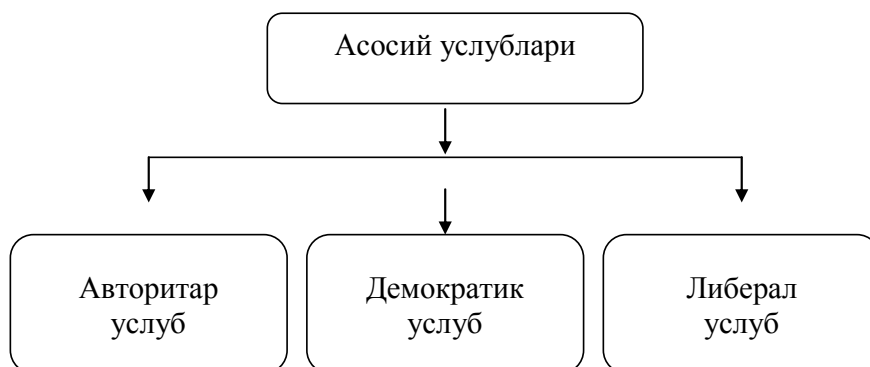 Асосий услублари
Авторитар
услуб
Демократик
услуб
Либерал
услуб